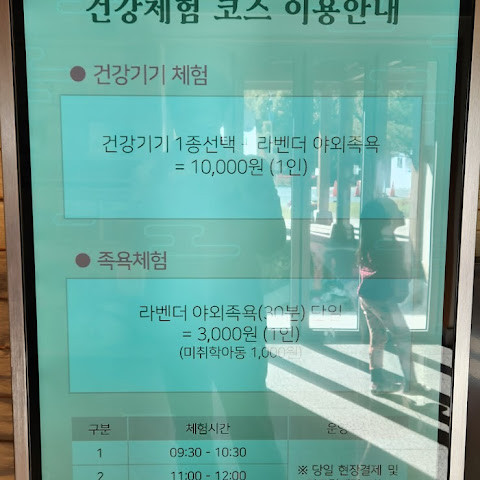 건강체험 코스 이용안내
● 건강기기 체험
건강기기 1종선택 - 라벤더 야외족욕
= 10,000원 (1인)
● 족욕체험
라벤더 야외족욕(30분) 단일
= 3,000원 (1인)
(미취학아동 1,000원)
구분 체험시간
1 09:30 - 10:30
2 11:00 - 12:00
※ 당일 현장결제 및